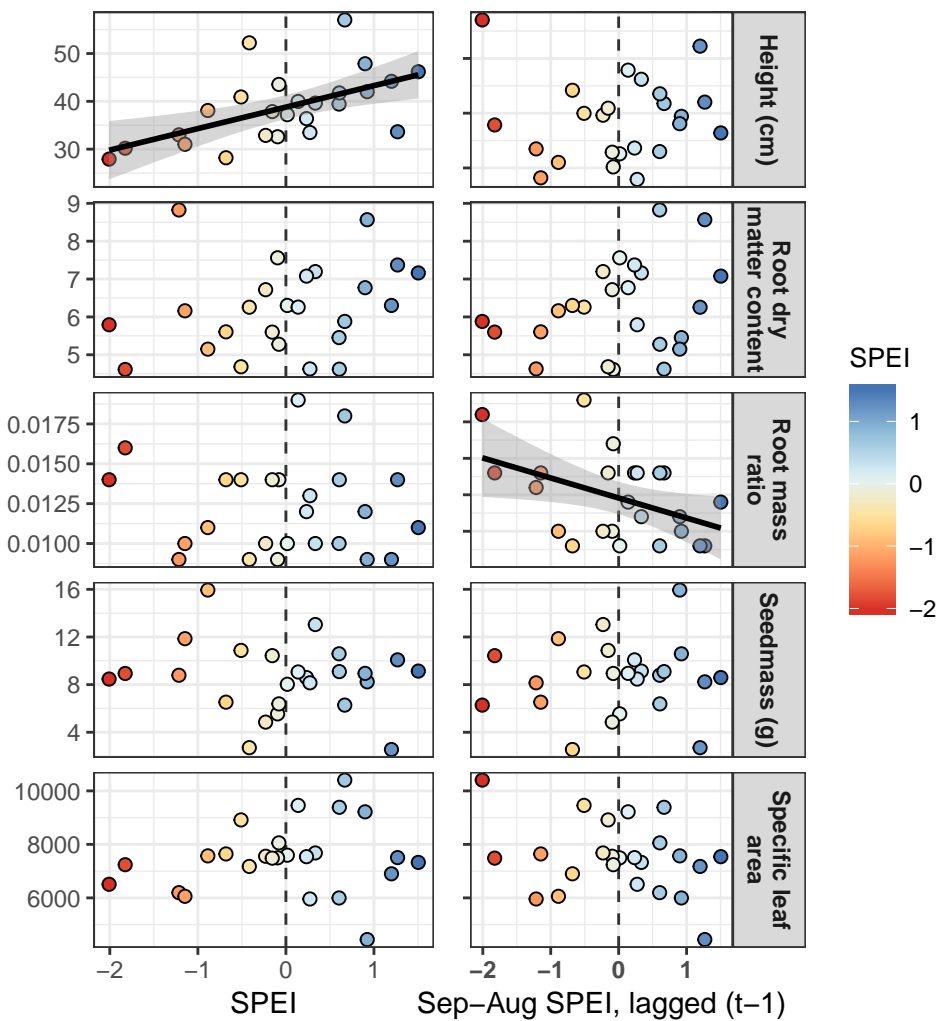 50
40
30
Height (cm)
9
8
7
6
5
Root dry
matter content
0.0175
0.0150
0.0125
0.0100
Root mass
ratio
16
12
8
4
Seedmass (g)
10000
8000
6000
Specific leaf
area
−2 −1 0 1
−2 −1 0 1
SPEI
Sep−Aug SPEI, lagged (t−1)
SPEI
1
0
−1
−2